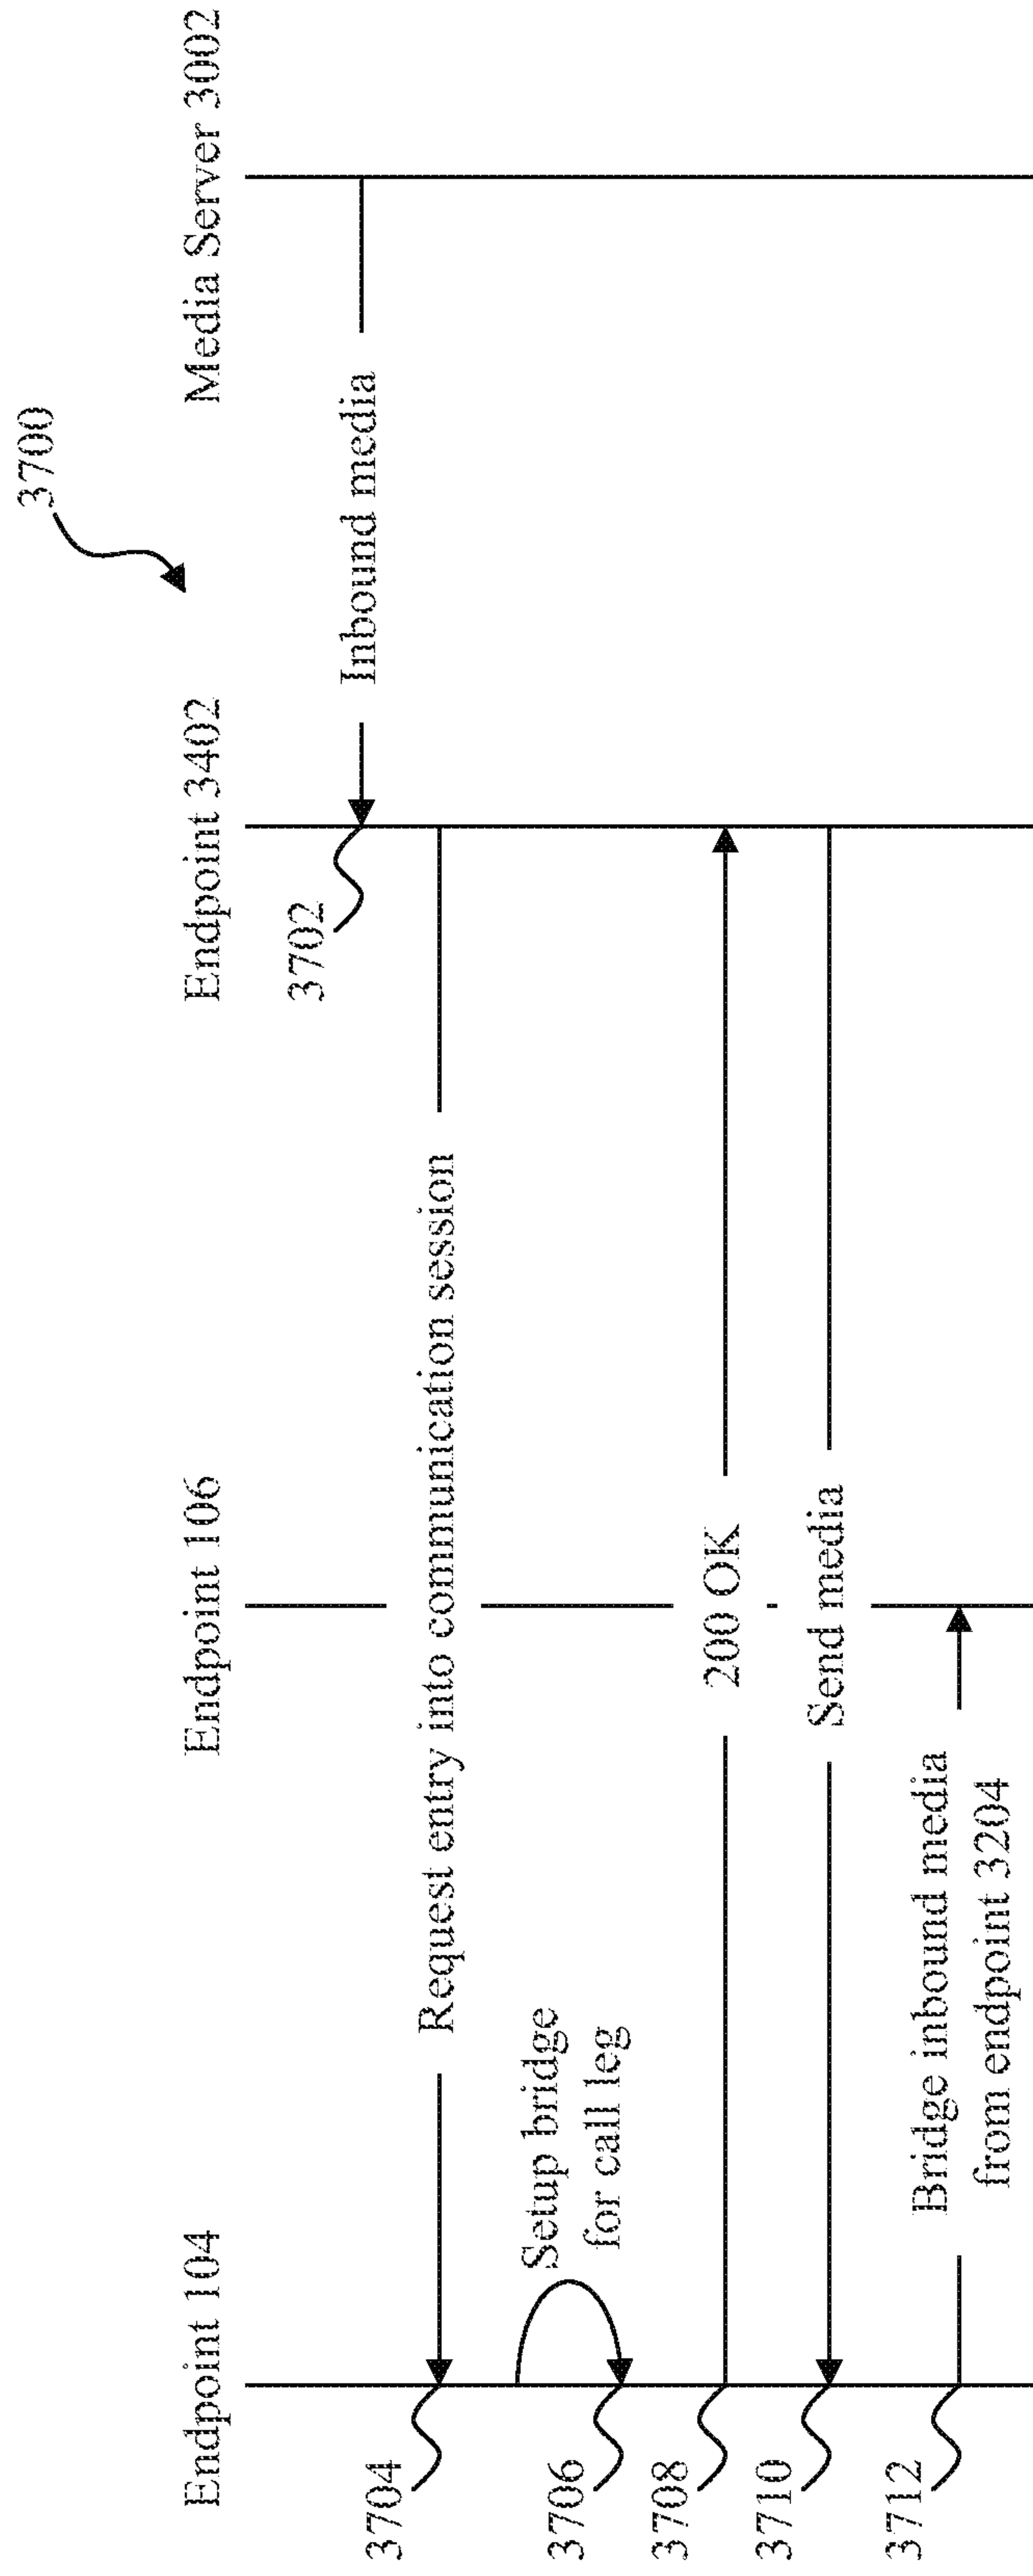 3700
Endpoint 104
Endpoint 106
Endpoint 3402
Media Server 3002
3702
Inbound media
3704
Request entry into communication session
Setup bridge
for call leg
3706
3708
200 OK
3710
Send media
3712
Bridge inbound media
from endpoint 3204